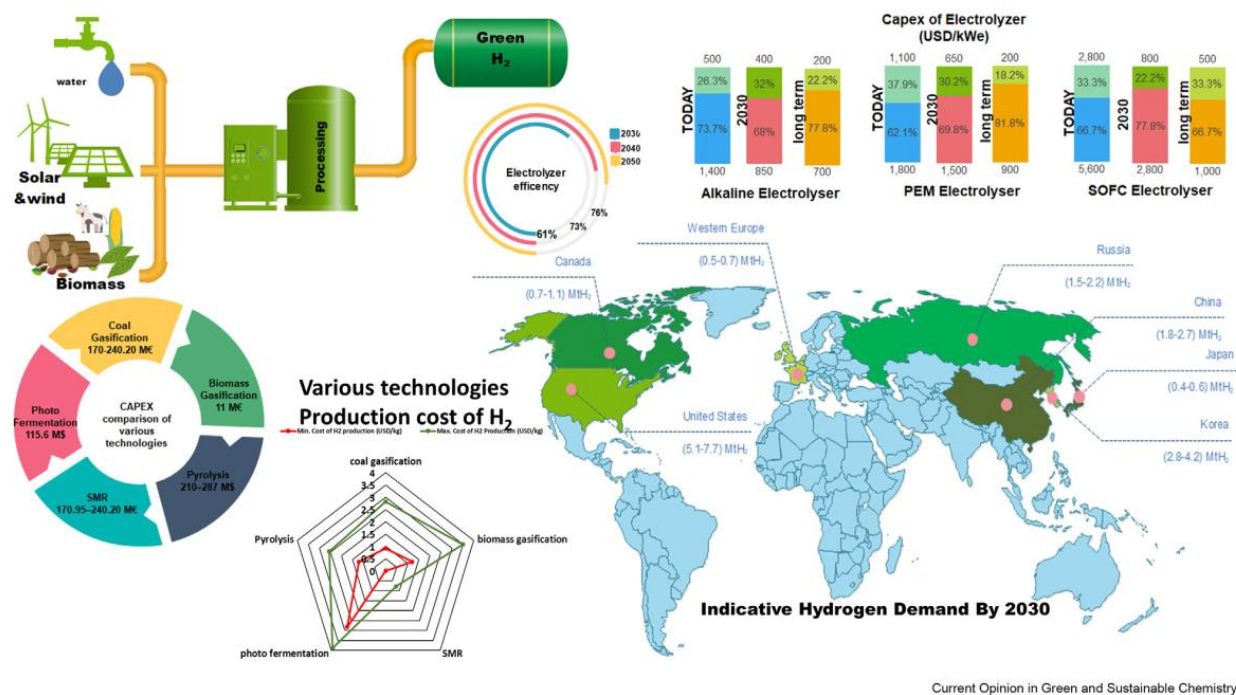 water
Solar
&wind
Biomass
Processing
Green
H₂
2030
2040
2050
Electrolyzer
efficency
76%
73%
61%
Capex of Electrolyzer
(USD/kWe)
500
400
200
TODAY
26.3%
73.7%
2030
32%
68%
long term
22.2%
77.8%
1,400
850
700
Alkaline Electrolyser
1,100
650
200
TODAY
37.9%
62.1%
2030
30.2%
69.8%
long term
18.2%
81.8%
1,800
1,500
900
PEM Electrolyser
2,800
800
500
TODAY
33.3%
66.7%
2030
22.2%
77.8%
long term
33.3%
66.7%
5,600
2,800
1,000
SOFC Electrolyser
Coal
Gasification
170-240.20 M€
Biomass
Gasification
11 M€
Pyrolysis
210–287 M$
SMR
170.95–240.20 M€
Photo
Fermentation
115.6 M$
CAPEX
comparison of
various
technologies
Various technologies
Production cost of H₂
Min. Cost of H2 production (USD/kg)
Max. Cost of H2 Production (USD/kg)
coal gasification
4
3.5
3
2.5
2
1.5
1
0.5
0
biomass gasification
SMR
photo fermentation
Pyrolysis
Canada
(0.7-1.1) MtH₂
Western Europe
(0.5-0.7) MtH₂
Russia
(1.5-2.2) MtH₂
China
(1.8-2.7) MtH₂
Japan
(0.4-0.6) MtH₂
Korea
(2.8-4.2) MtH₂
United States
(5.1-7.7) MtH₂
Indicative Hydrogen Demand By 2030
Current Opinion in Green and Sustainable Chemistry